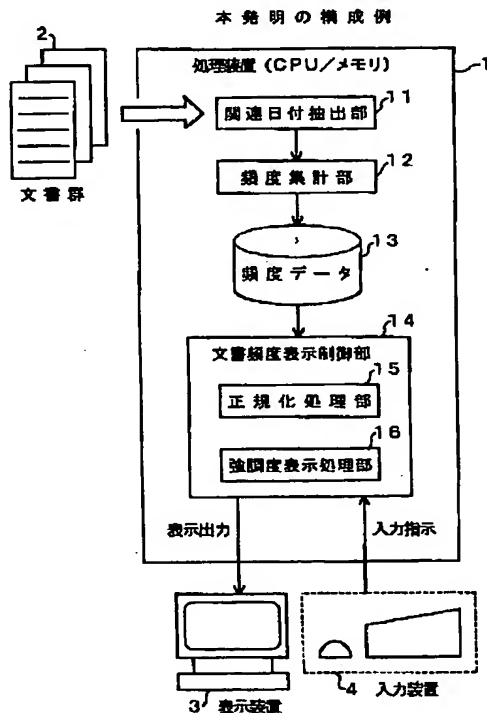 本発明の構成例
2
処理装置(CPU/メモリ)
1
関連日付抽出部
11
文書群
頻度集計部
12
頻度データ
13
14
文書頻度表示制御部
15
正規化処理部
16
強調度表示処理部
表示出力
入力指示
3 表示装置
4 入力装置